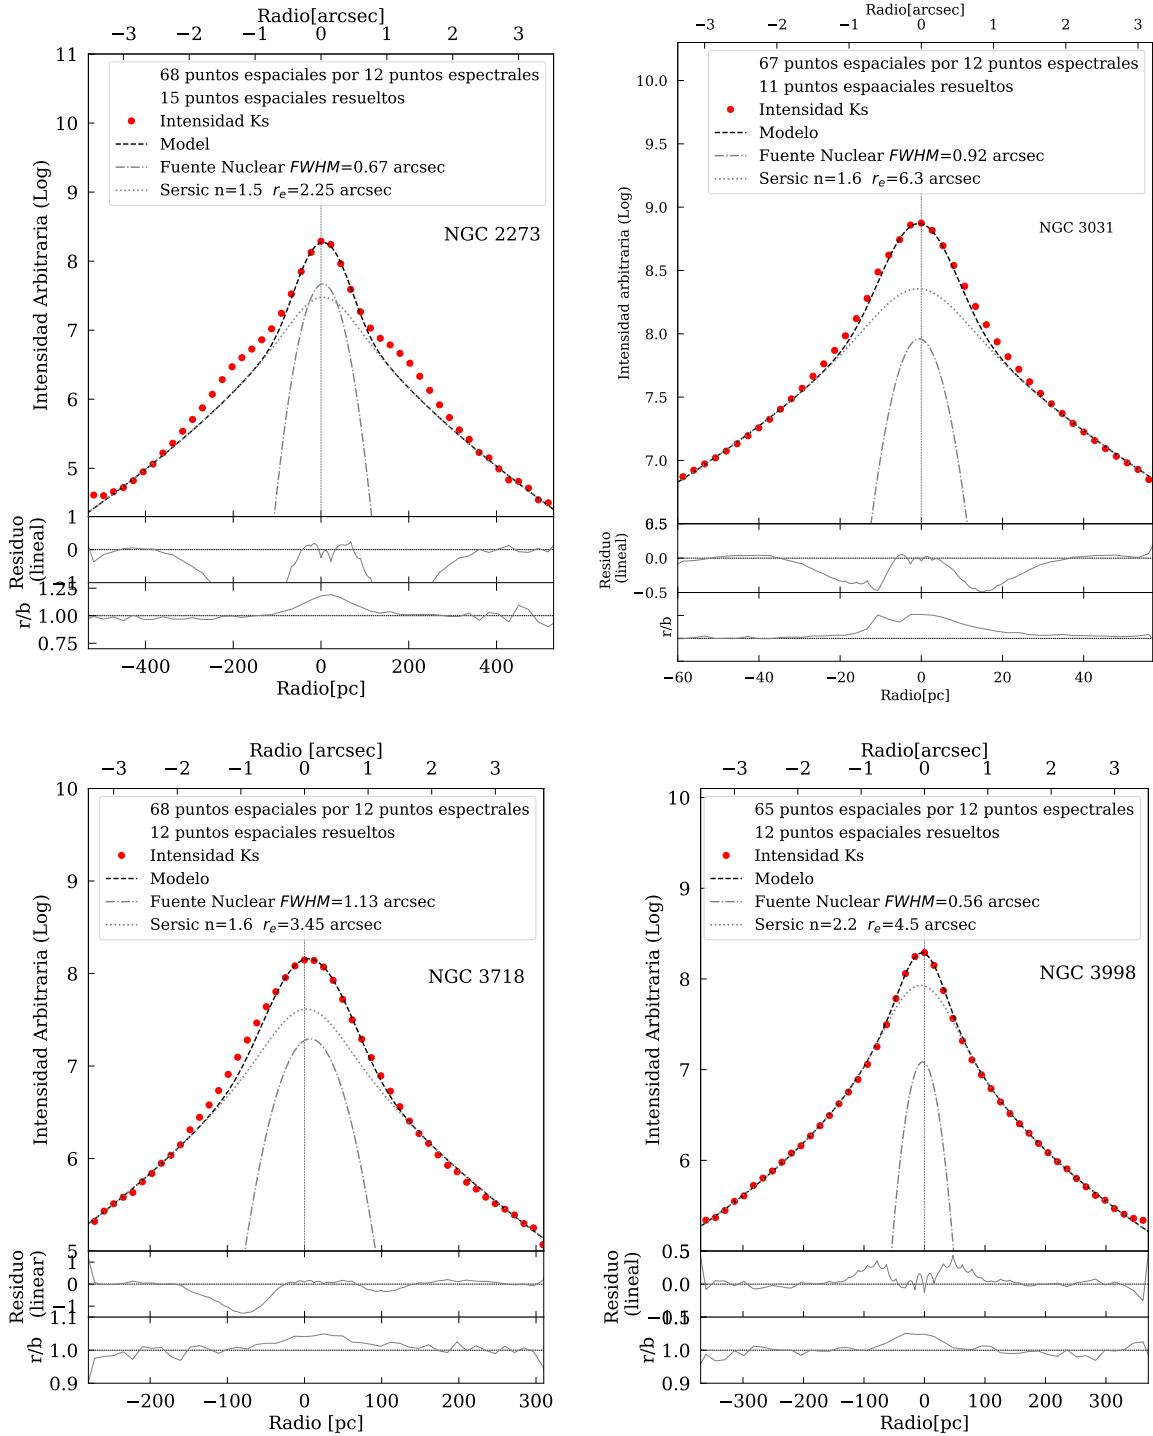 Radio[arcsec]
−3 −2 −1 0 1 2 3
11
10
9
8
7
6
5
Intensidad Arbitraria (Log)
68 puntos espaciales por 12 puntos espectrales
15 puntos espaciales resueltos
Intensidad Ks
Model
Fuente Nuclear FWHM=0.67 arcsec
Sersic n=1.5 r_e=2.25 arcsec
NGC 2273
1
0
−1
Residuo
(lineal)
1.25
1.00
0.75
r/b
−400 −200 0 200 400
Radio[pc]
Radio[arcsec]
−3 −2 −1 0 1 2 3
10.0
9.5
9.0
8.5
8.0
7.5
7.0
6.5
Intensidad arbitraria (Log)
67 puntos espaciales por 12 puntos espectrales
11 puntos espaaciales resueltos
Intensidad Ks
Modelo
Fuente Nuclear FWHM=0.92 arcsec
Sersic n=1.6 r_e=6.3 arcsec
NGC 3031
0.0
−0.5
Residuo
(lineal)
r/b
−60 −40 −20 0 20 40
Radio[pc]
Radio [arcsec]
−3 −2 −1 0 1 2 3
10
9
8
7
6
5
Intensidad Arbitraria (Log)
68 puntos espaciales por 12 puntos espectrales
12 puntos espaciales resueltos
Intensidad Ks
Modelo
Fuente Nuclear FWHM=1.13 arcsec
Sersic n=1.6 r_e=3.45 arcsec
NGC 3718
1
0
−1
Residuo
(linear)
1.1
1.0
0.9
r/b
−200 −100 0 100 200 300
Radio [pc]
Radio[arcsec]
−3 −2 −1 0 1 2 3
10
9
8
7
6
Intensidad Arbitraria (Log)
65 puntos espaciales por 12 puntos espectrales
12 puntos espaciales resueltos
Intensidad Ks
Modelo
Fuente Nuclear FWHM=0.56 arcsec
Sersic n=2.2 r_e=4.5 arcsec
NGC 3998
0.5
0.0
Residuo
(lineal)
1.0
r/b
−300 −200 −100 0 100 200 300
Radio[pc]